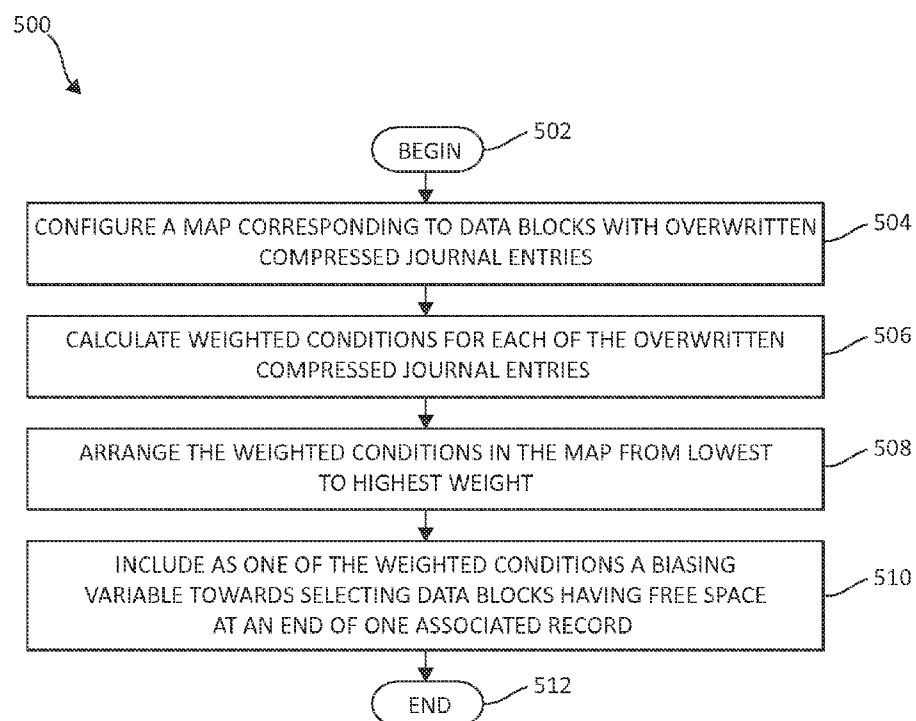 500
BEGIN
502
CONFIGURE A MAP CORRESPONDING TO DATA BLOCKS WITH OVERWRITTEN
COMPRESSED JOURNAL ENTRIES
504
CALCULATE WEIGHTED CONDITIONS FOR EACH OF THE OVERWRITTEN
COMPRESSED JOURNAL ENTRIES
506
ARRANGE THE WEIGHTED CONDITIONS IN THE MAP FROM LOWEST
TO HIGHEST WEIGHT
508
INCLUDE AS ONE OF THE WEIGHTED CONDITIONS A BIASING
VARIABLE TOWARDS SELECTING DATA BLOCKS HAVING FREE SPACE
AT AN END OF ONE ASSOCIATED RECORD
510
END
512